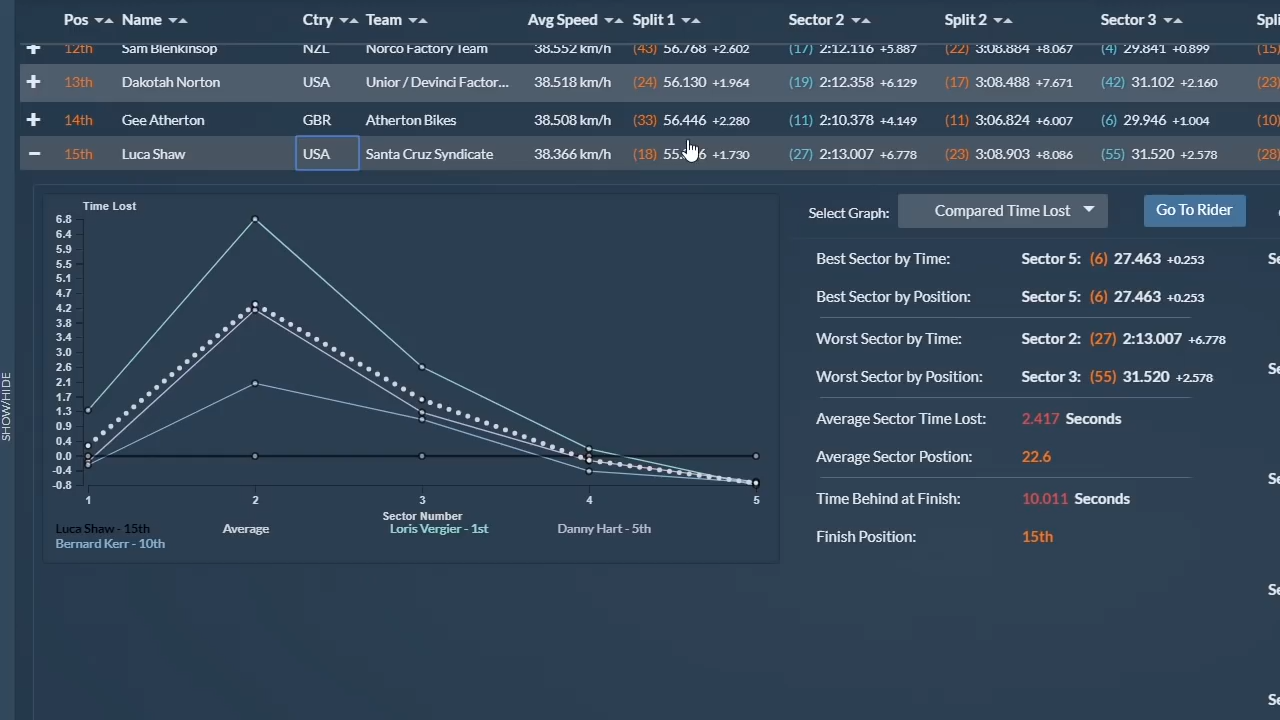 Pos Name Ctry Team Avg Speed Split 1 Sector 2 Split 2 Sector 3
12th Sam Blenkinsop NZL Norco Factory Team 38.552 km/h (43) 56.768 +2.602 (17) 2:12.116 +5.887 (22) 3:08.884 +8.067 (4) 29.841 +0.899 (15)
13th Dakotah Norton USA Unior / Devinci Factor... 38.518 km/h (24) 56.130 +1.964 (19) 2:12.358 +6.129 (17) 3:08.488 +7.671 (42) 31.102 +2.160 (23)
14th Gee Atherton GBR Atherton Bikes 38.508 km/h (33) 56.446 +2.280 (11) 2:10.378 +4.149 (11) 3:06.824 +6.007 (6) 29.946 +1.004 (10)
15th Luca Shaw USA Santa Cruz Syndicate 38.366 km/h (18) +1.730 (27) 2:13.007 +6.778 (23) 3:08.903 +8.086 (55) 31.520 +2.578 (28)
SHOW/HIDE
Time Lost
6.8
6.4
5.9
5.5
5.1
4.7
4.2
3.8
3.4
3.0
2.6
2.1
1.7
1.3
0.9
0.4
0.0
-0.4
-0.8
1 2 3 4 5
Sector Number
Luca Shaw - 15th Average Loris Vergier - 1st Danny Hart - 5th
Bernard Kerr - 10th
Select Graph: Compared Time Lost Go To Rider
Best Sector by Time: Sector 5: (6) 27.463 +0.253
Best Sector by Position: Sector 5: (6) 27.463 +0.253
Worst Sector by Time: Sector 2: (27) 2:13.007 +6.778
Worst Sector by Position: Sector 3: (55) 31.520 +2.578
Average Sector Time Lost: 2.417 Seconds
Average Sector Postion: 22.6
Time Behind at Finish: 10.011 Seconds
Finish Position: 15th